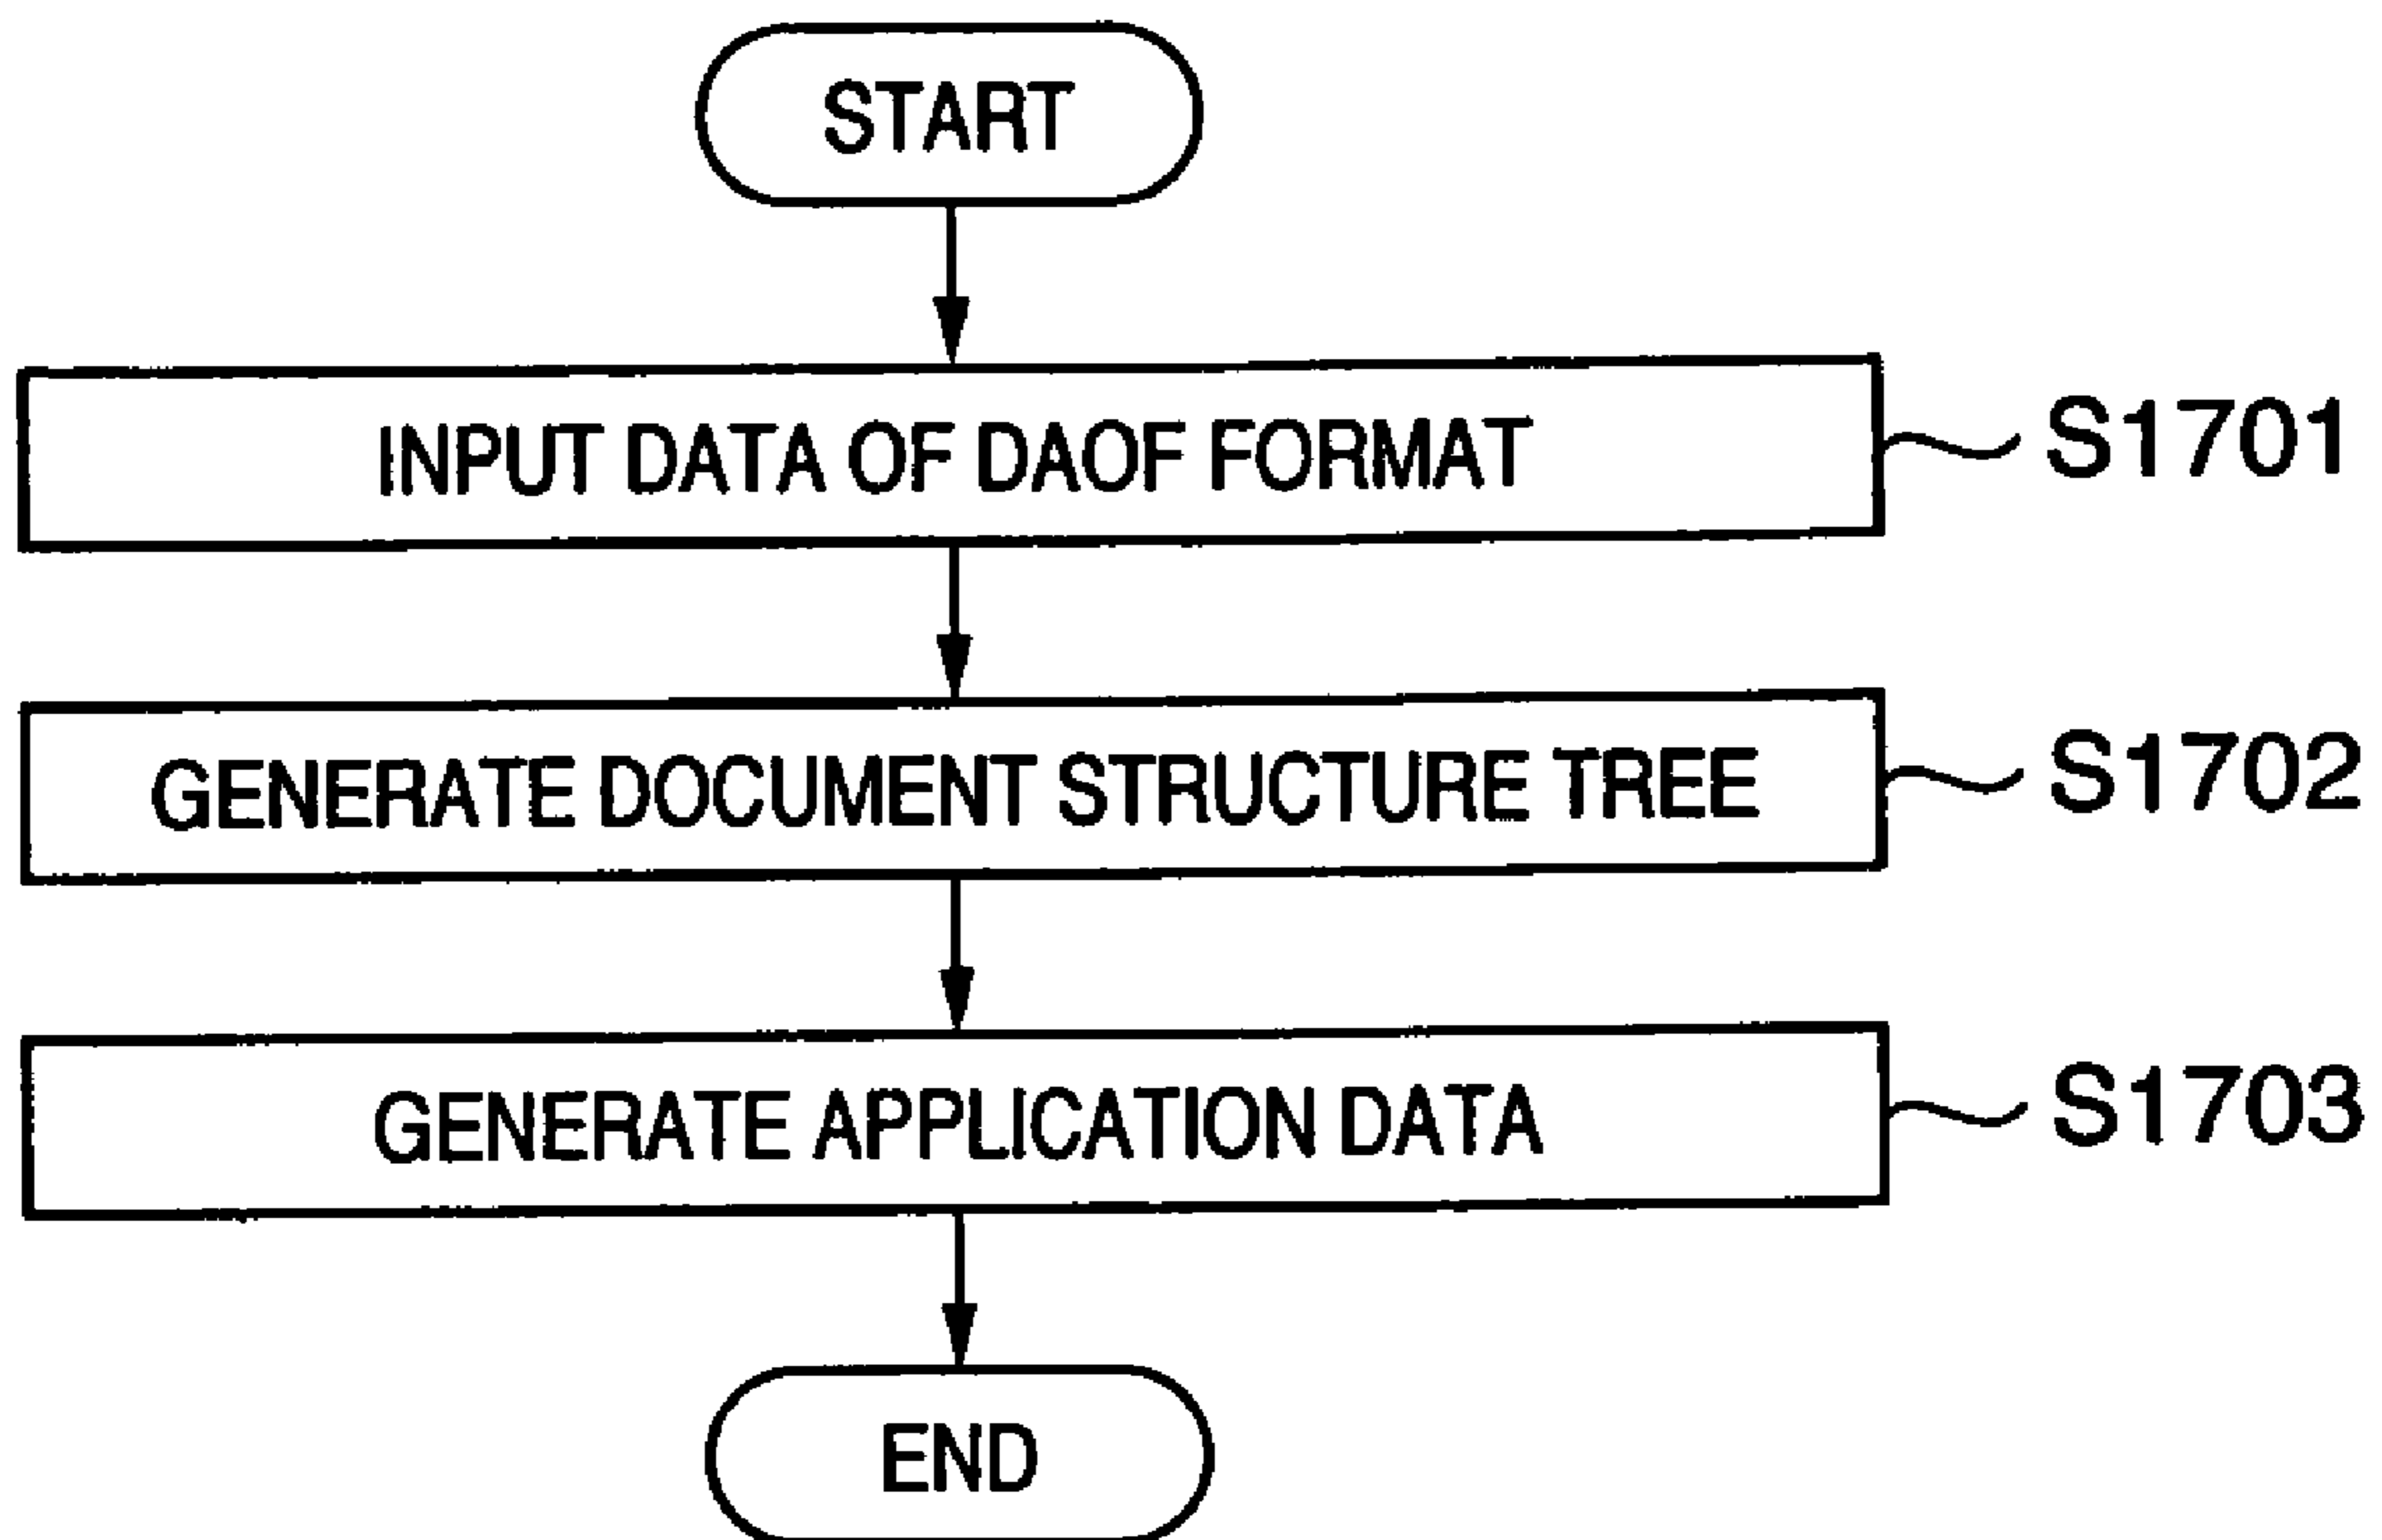 START
INPUT DATA OF DAOF FORMAT
S1701
GENERATE DOCUMENT STRUCTURE TREE
S1702
GENERATE APPLICATION DATA
S1703
END